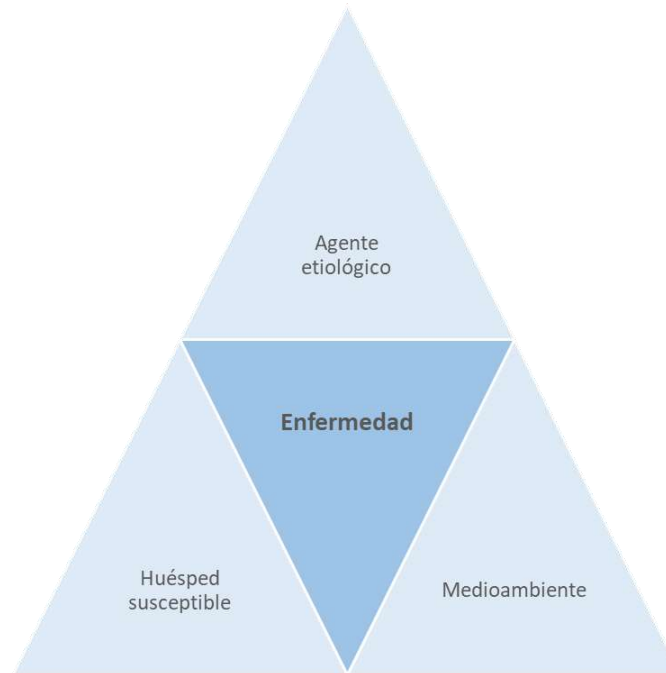 Agente
etiológico
Enfermedad
Huésped
susceptible
Medioambiente